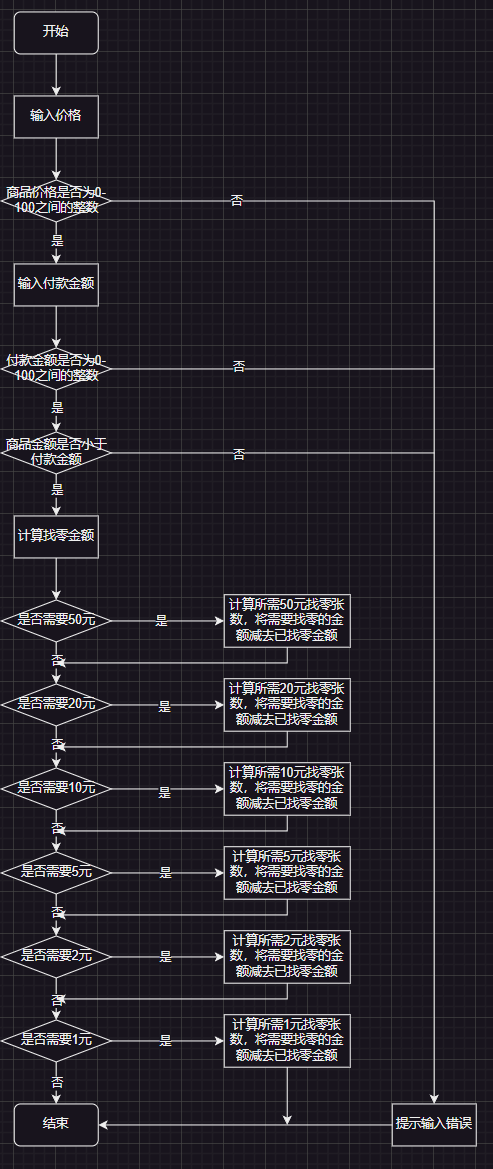 开始
输入价格
商品价格是否为0-
100之间的整数
否
是
输入付款金额
付款金额是否为0-
100之间的整数
否
是
商品金额是否小于
付款金额
否
是
计算找零金额
是否需要50元
是
计算所需50元找零张
数，将需要找零的金
额减去已找零金额
否
是否需要20元
是
计算所需20元找零张
数，将需要找零的金
额减去已找零金额
否
是否需要10元
是
计算所需10元找零张
数，将需要找零的金
额减去已找零金额
否
是否需要5元
是
计算所需5元找零张
数，将需要找零的金
额减去已找零金额
否
是否需要2元
是
计算所需2元找零张
数，将需要找零的金
额减去已找零金额
否
是否需要1元
是
计算所需1元找零张
数，将需要找零的金
额减去已找零金额
否
结束
提示输入错误